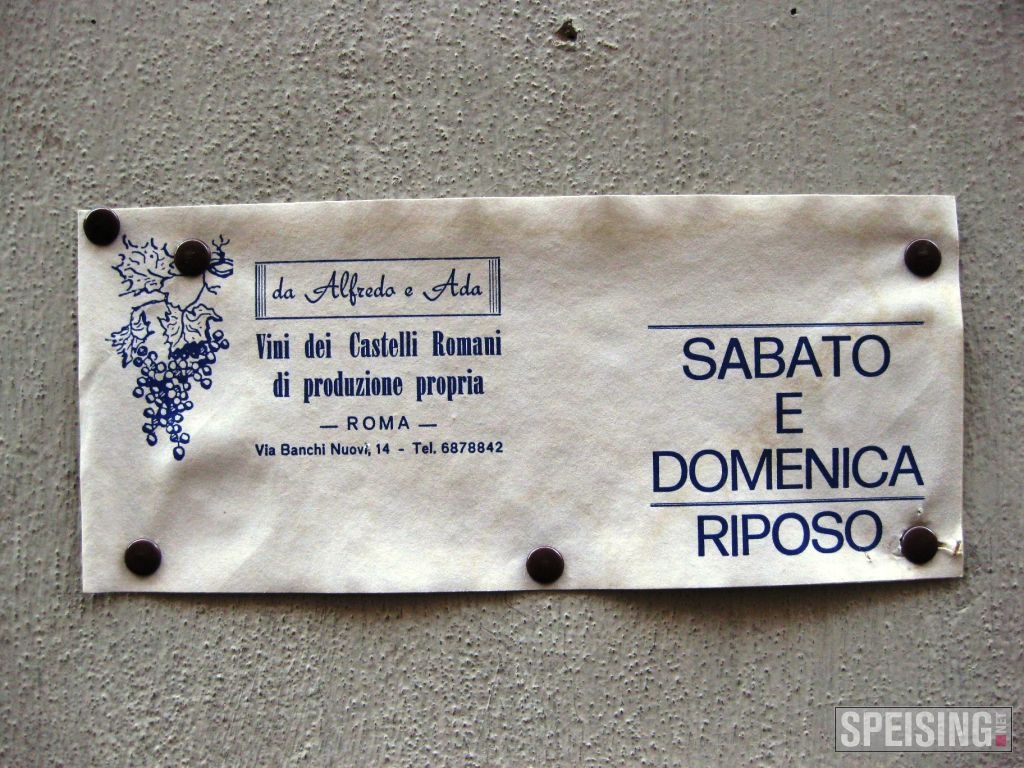 da Alfredo e Ada
Vini dei Castelli Romani
di produzione propria
— ROMA —
Via Banchi Nuovi, 14 - Tel. 6878842
SABATO
E
DOMENICA
RIPOSO
SPEISING.NET